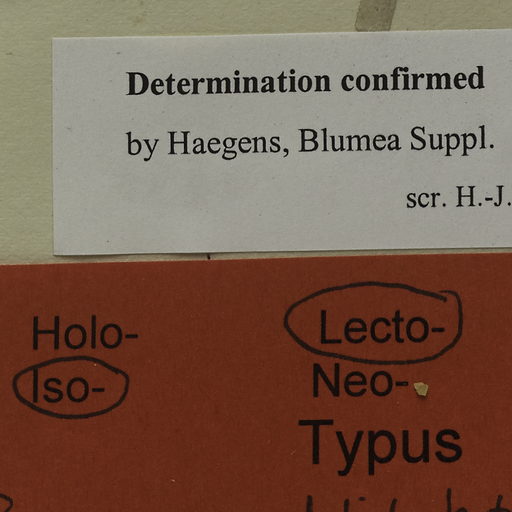 Determination confirmed
by Haegens, Blumea Suppl.
scr. H.-J.
Holo- Lecto-
Iso- Neo-
Typus